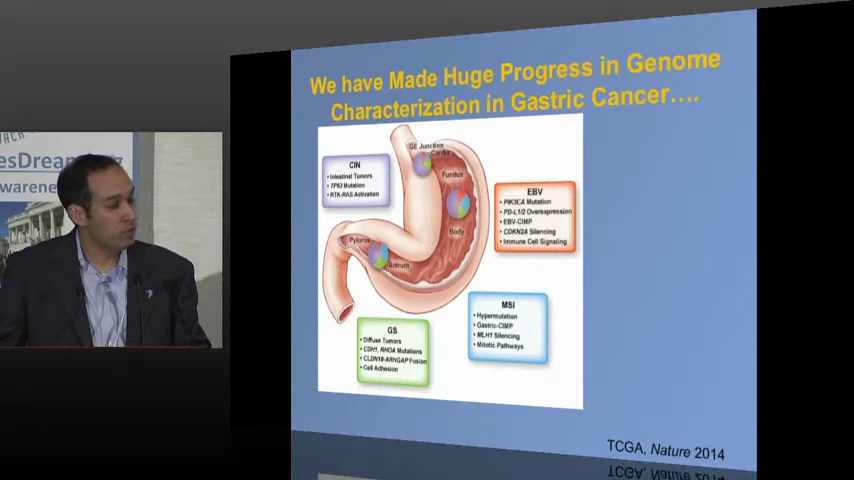 esDream
warene
We have Made Huge Progress in Genome
Characterization in Gastric Cancer....
GE Junction
Cardia
CIN
• Intestinal Tumors
• TP53 Mutation
• RTK-RAS Activation
Fundus
EBV
• PIK3CA Mutation
• PD-L1/2 Overexpression
• EBV-CIMP
• CDKN2A Silencing
• Immune Cell Signaling
Body
Pylorus
Antrum
MSI
• Hypermutation
• Gastric-CIMP
• MLH1 Silencing
• Mitotic Pathways
GS
• Diffuse Tumors
• CDH1, RHOA Mutations
• CLDN18-ARHGAP Fusion
• Cell Adhesion
TCGA, Nature 2014